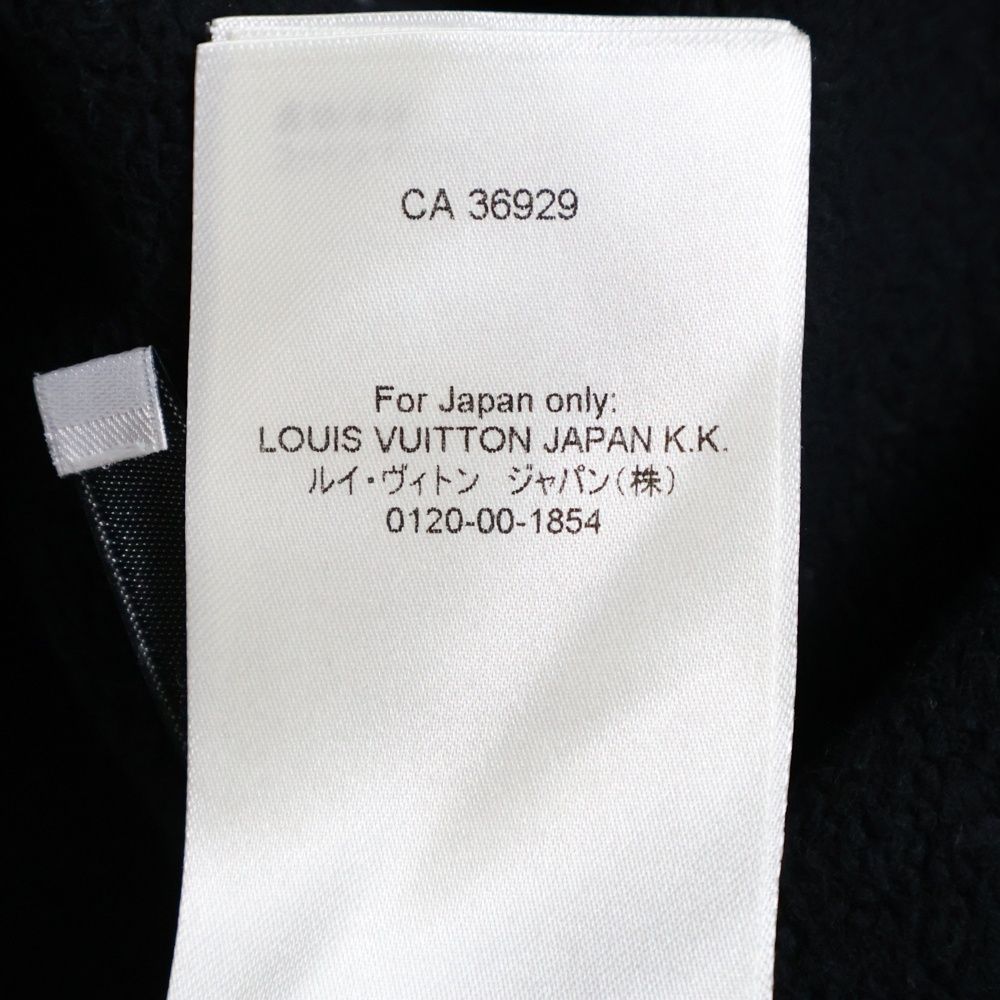 CA 36929
For Japan only:
LOUIS VUITTON JAPAN K.K.
ルイ・ヴィトン　ジャパン(株)
0120-00-1854